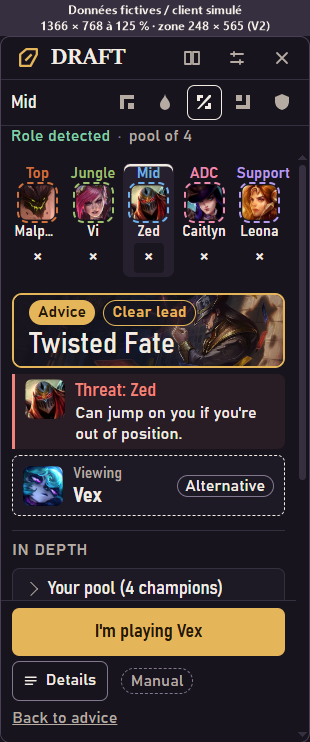 Données fictives / client simulé
1366 × 768 à 125 % · zone 248 × 565 (V2)
DRAFT
Mid
Role detected · pool of 4
Top Jungle Mid ADC Support
Malp... Vi Zed Caitlyn Leona
× × × × ×
Advice Clear lead
Twisted Fate
Threat: Zed
Can jump on you if you're
out of position.
Viewing
Vex
Alternative
IN DEPTH
Your pool (4 champions)
I'm playing Vex
Details Manual
Back to advice